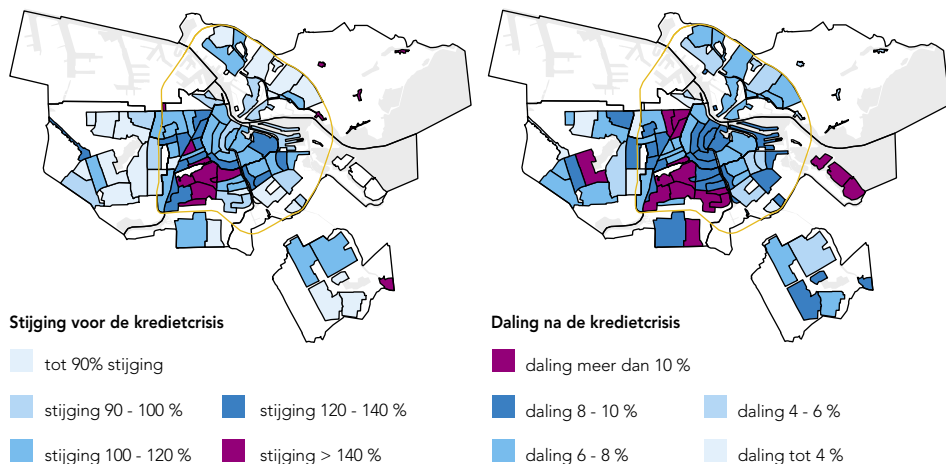 Stijging voor de kredietcrisis
tot 90% stijging
stijging 90 - 100 %
stijging 120 - 140 %
stijging 100 - 120 %
stijging > 140 %
Daling na de kredietcrisis
daling meer dan 10 %
daling 8 - 10 %
daling 4 - 6 %
daling 6 - 8 %
daling tot 4 %